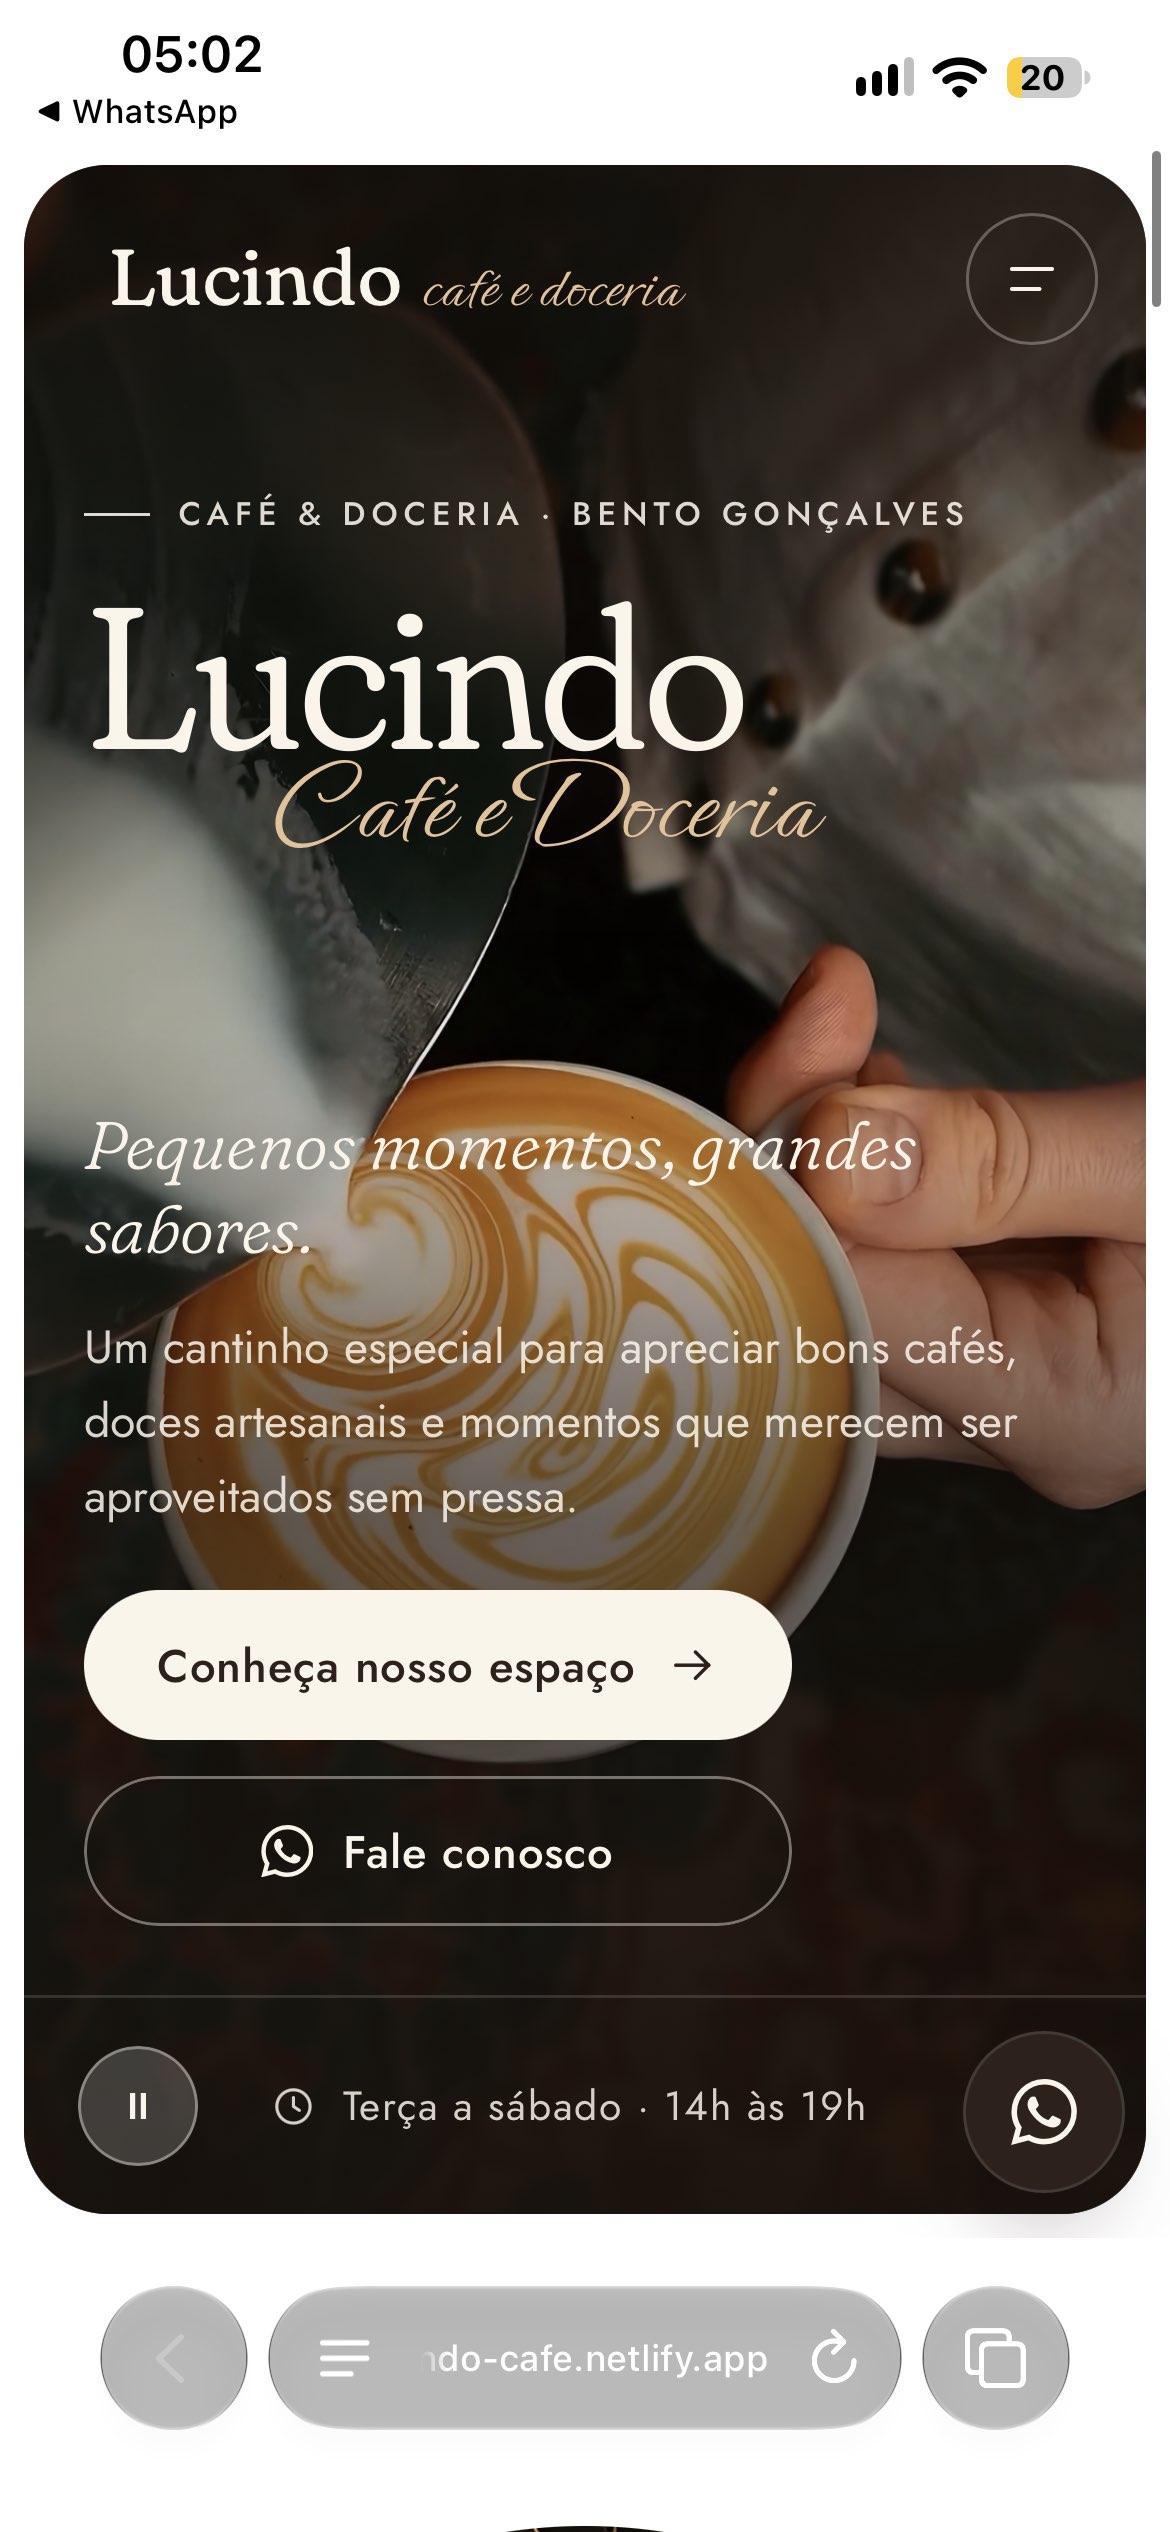 05:02
20
◀ WhatsApp
Lucindo café e doceria
CAFÉ & DOCERIA · BENTO GONÇALVES
Lucindo
Café e Doceria
Pequenos momentos, grandes
sabores.
Um cantinho especial para apreciar bons cafés,
doces artesanais e momentos que merecem ser
aproveitados sem pressa.
Conheça nosso espaço →
Fale conosco
Terça a sábado · 14h às 19h
ndo-cafe.netlify.app